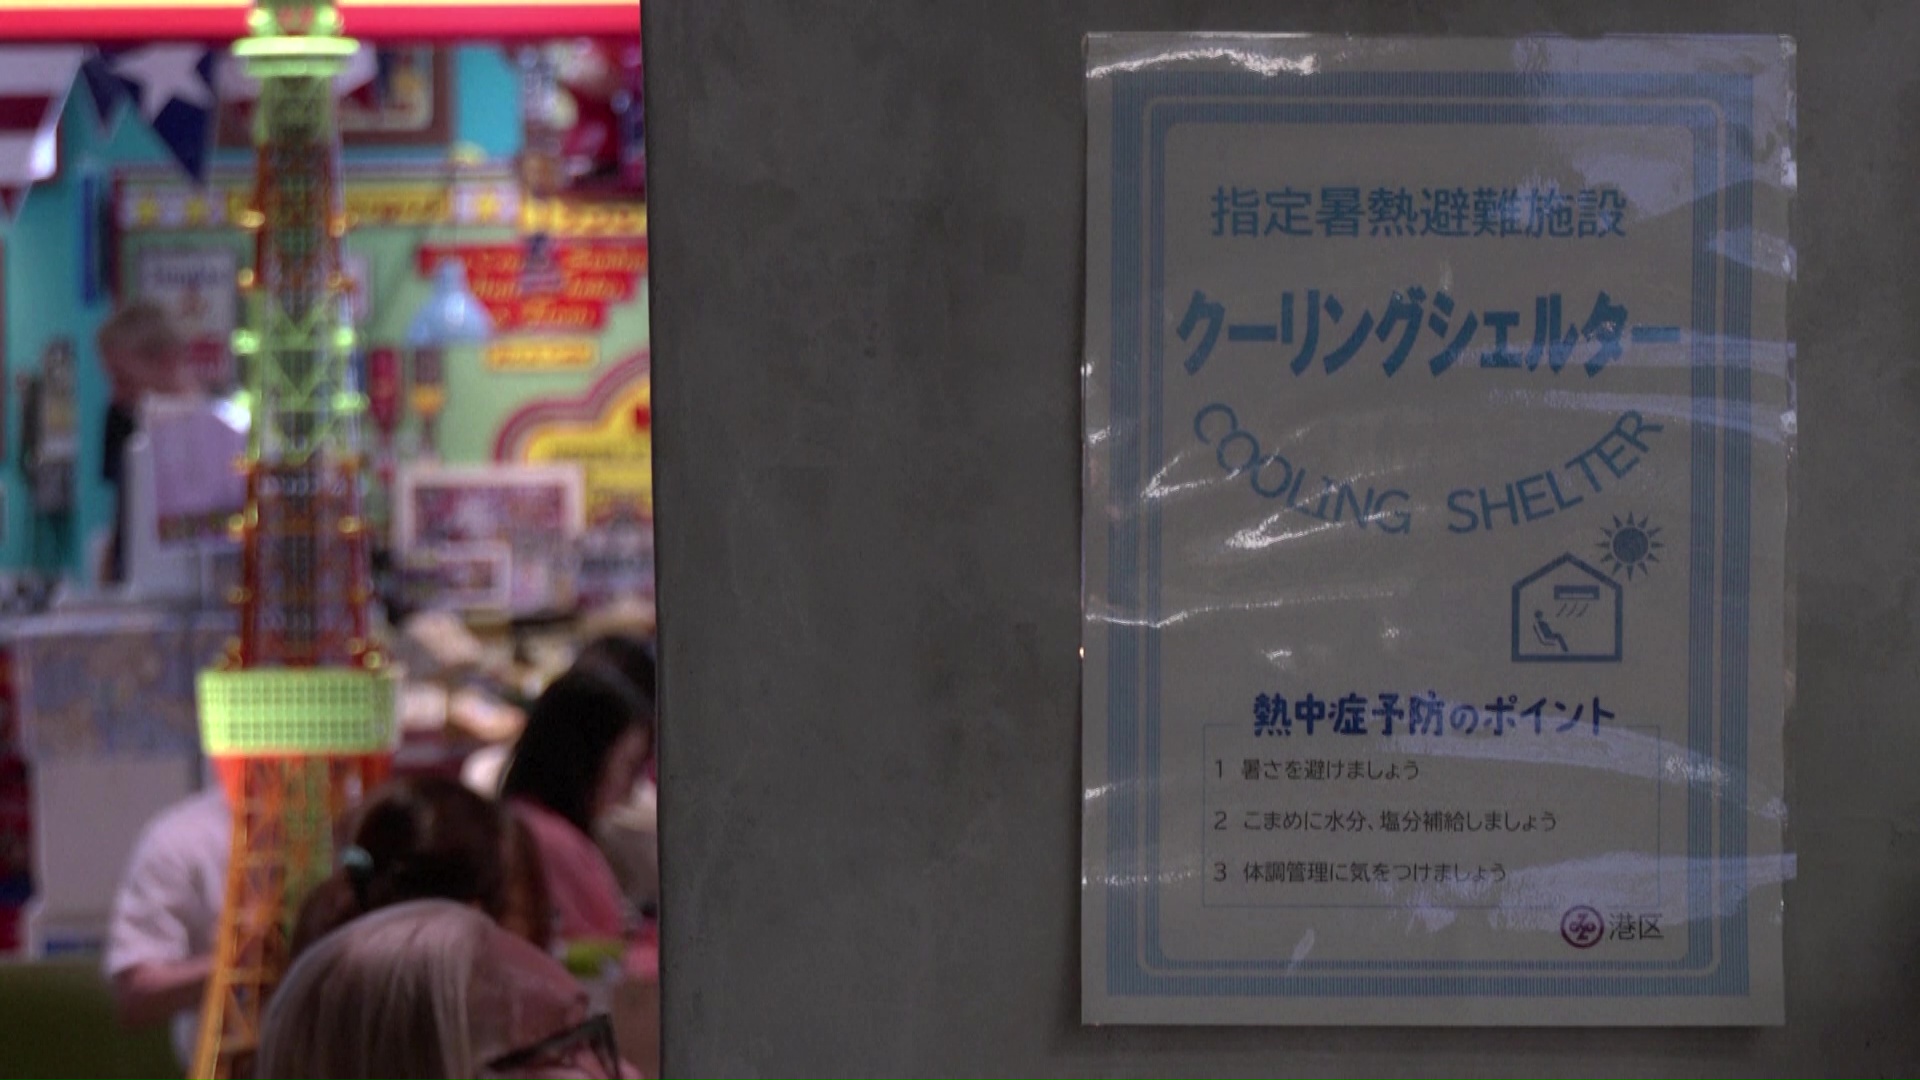 指定暑熱避難施設
クーリングシェルター
COOLING SHELTER
熱中症予防のポイント
1 暑さを避けましょう
2 こまめに水分、塩分補給しましょう
3 体調管理に気をつけましょう
港区